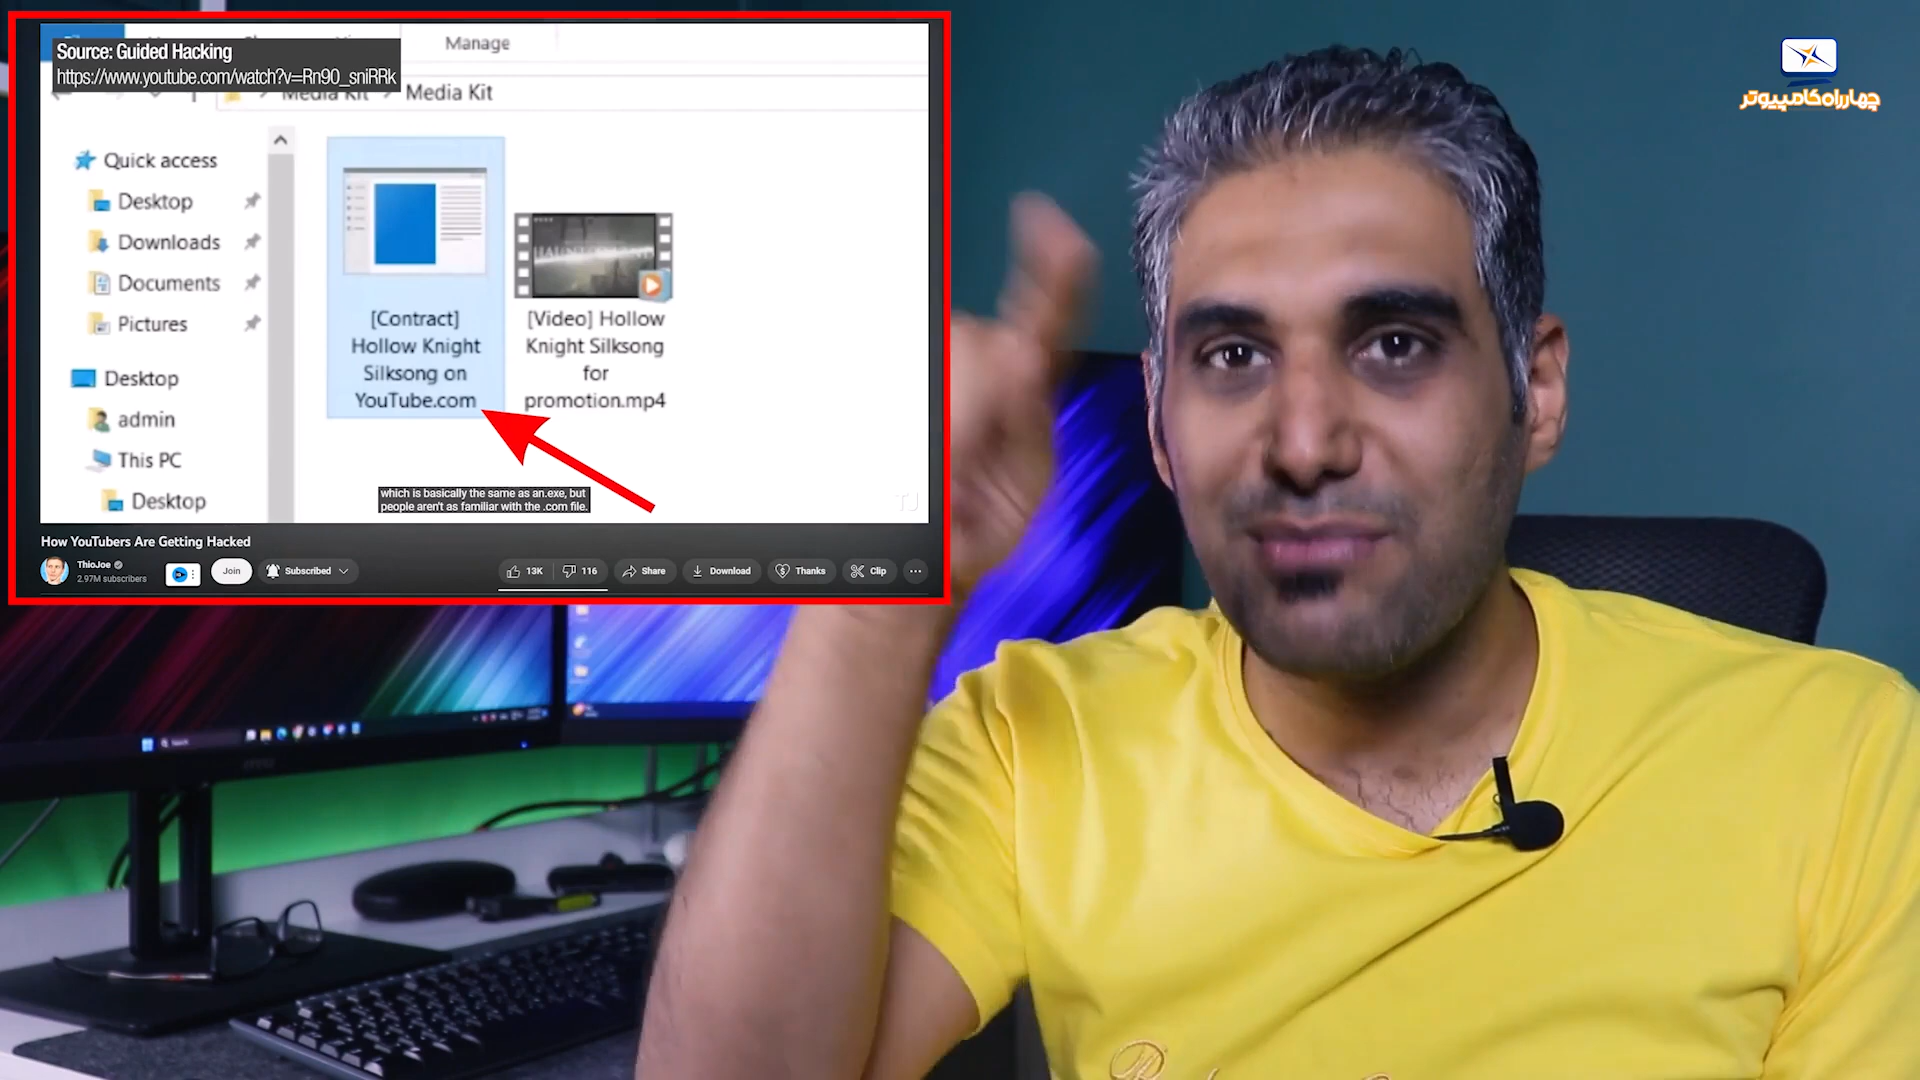 Source: Guided Hacking
https://www.youtube.com/watch?v=Rn90_sniRRk
Manage
Media Kit
Media Kit
Quick access
Desktop
Downloads
Documents
Pictures
Desktop
admin
This PC
Desktop
[Contract]
Hollow Knight
Silksong on
YouTube.com
[Video] Hollow
Knight Silksong
for
promotion.mp4
which is basically the same as an.exe, but
people aren't as familiar with the .com file.
TJ
How YouTubers Are Getting Hacked
ThioJoe
2.97M subscribers
Join
Subscribed
13K
116
Share
Download
Thanks
Clip
چهارراه کامپیوتر